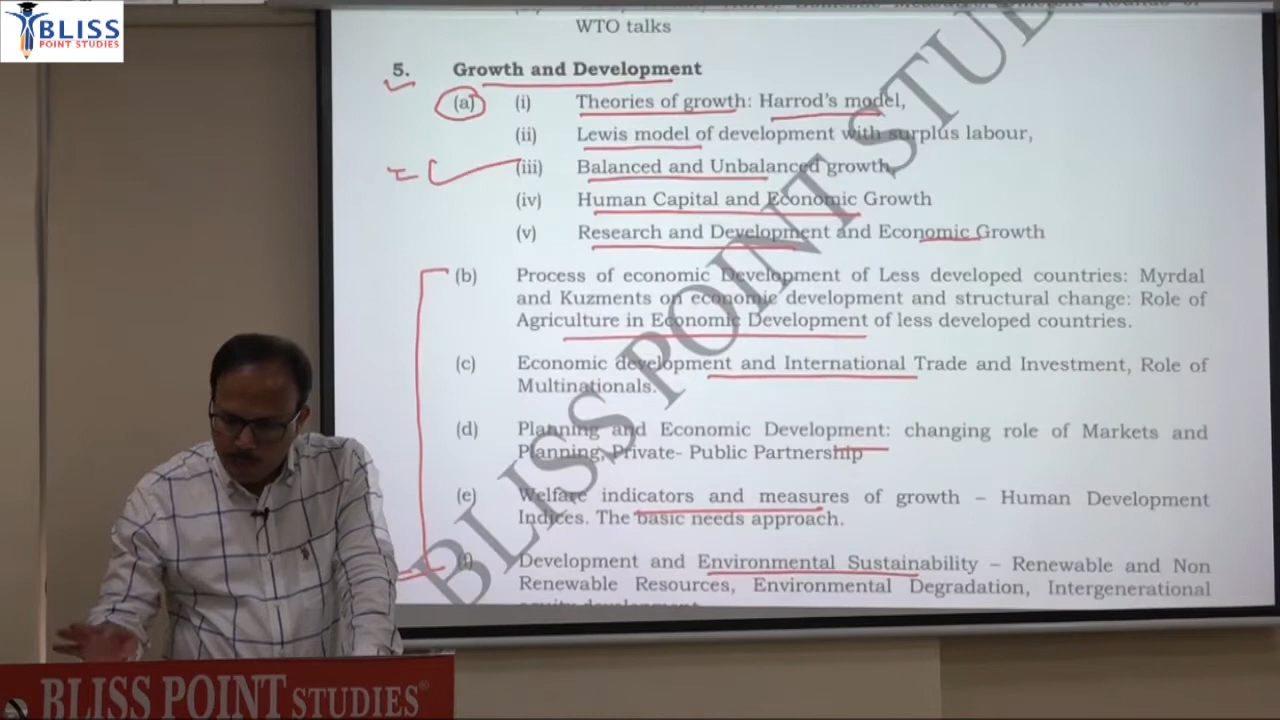 BLISS
POINT STUDIES
WTO talks
5. Growth and Development
(a) (i) Theories of growth: Harrod's model,
(ii) Lewis model of development with surplus labour,
(iii) Balanced and Unbalanced growth,
(iv) Human Capital and Economic Growth
(v) Research and Development and Economic Growth
(b) Process of economic Development of Less developed countries: Myrdal
and Kuzments on economic development and structural change: Role of
Agriculture in Economic Development of less developed countries.
(c) Economic development and International Trade and Investment, Role of
Multinationals.
(d) Planning and Economic Development: changing role of Markets and
Planning, Private- Public Partnership
(e) Welfare indicators and measures of growth – Human Development
Indices. The basic needs approach.
(f) Development and Environmental Sustainability – Renewable and Non
Renewable Resources, Environmental Degradation, Intergenerational
equity development
BLISS POINT STUD
BLISS POINT STUDIES®